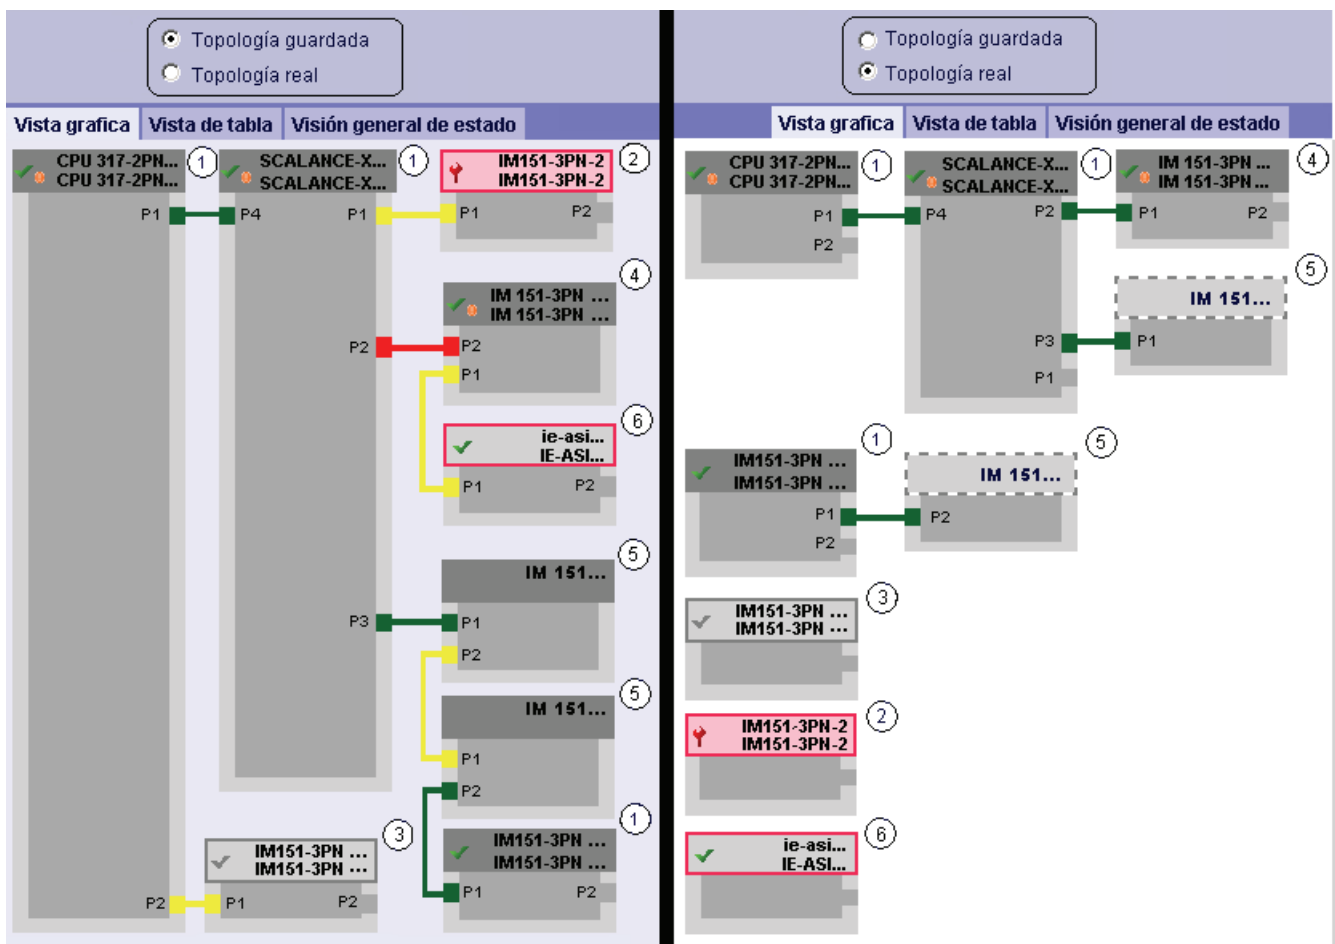 Topología guardada
Topología real
Vista grafica
Vista de tabla
Visión general de estado
CPU 317-2PN...
CPU 317-2PN...
1
P1
P2
SCALANCE-X...
SCALANCE-X...
1
P4
P1
P2
P3
IM151-3PN-2
IM151-3PN-2
2
P1
P2
4
IM 151-3PN ...
IM 151-3PN ...
P2
P1
6
ie-asi...
IE-ASI...
P1
P2
5
IM 151...
P1
P2
5
IM 151...
P1
P2
1
IM151-3PN ...
IM151-3PN ...
P1
P2
3
IM151-3PN ...
IM151-3PN ...
P1
P2
Topología guardada
Topología real
Vista grafica
Vista de tabla
Visión general de estado
CPU 317-2PN...
CPU 317-2PN...
1
P1
P2
SCALANCE-X...
SCALANCE-X...
1
P4
P2
P3
P1
IM 151-3PN ...
IM 151-3PN ...
4
P1
P2
5
IM 151...
P1
1
IM151-3PN ...
IM151-3PN ...
P1
P2
5
IM 151...
P2
3
IM151-3PN ...
IM151-3PN ...
2
IM151-3PN-2
IM151-3PN-2
6
ie-asi...
IE-ASI...